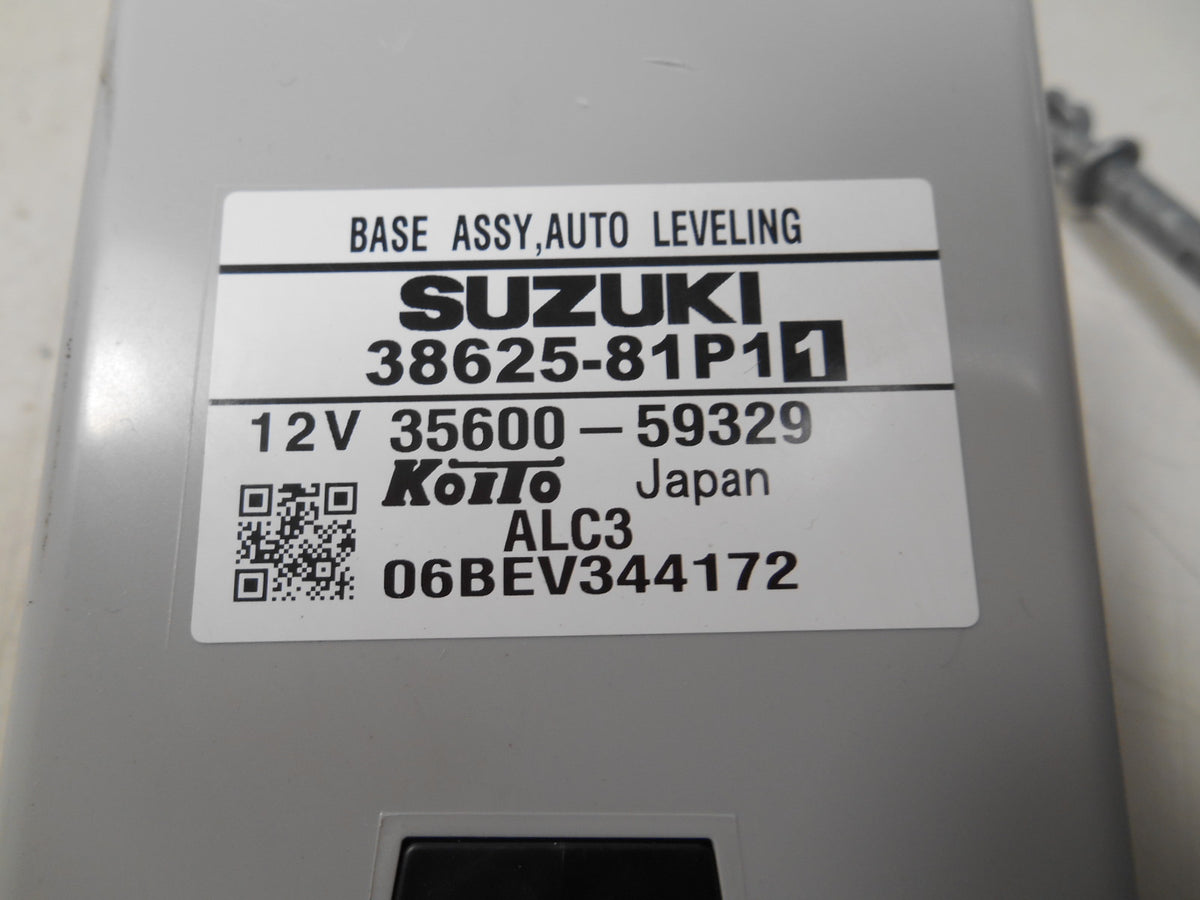 BASE ASSY,AUTO LEVELING
SUZUKI
38625-81P11
12V 35600-59329
KOITO Japan
ALC3
06BEV344172